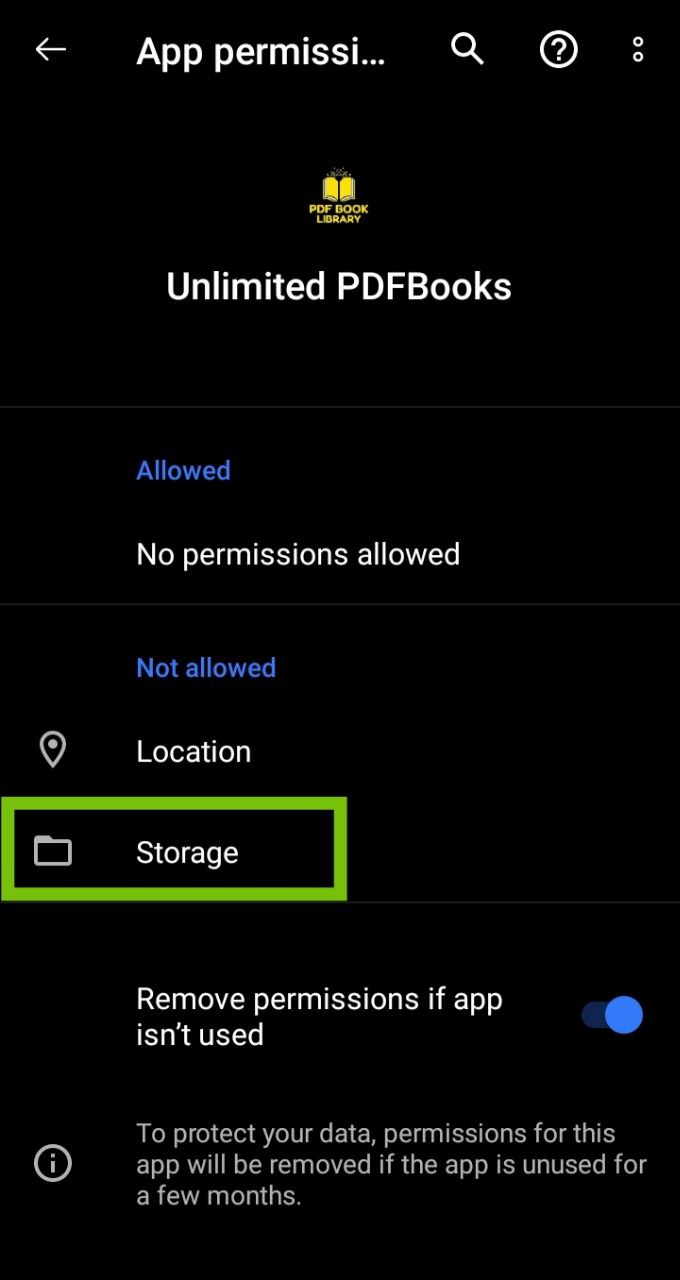 App permissi...
PDF BOOK
LIBRARY
Unlimited PDFBooks
Allowed
No permissions allowed
Not allowed
Location
Storage
Remove permissions if app
isn’t used
To protect your data, permissions for this
app will be removed if the app is unused for
a few months.